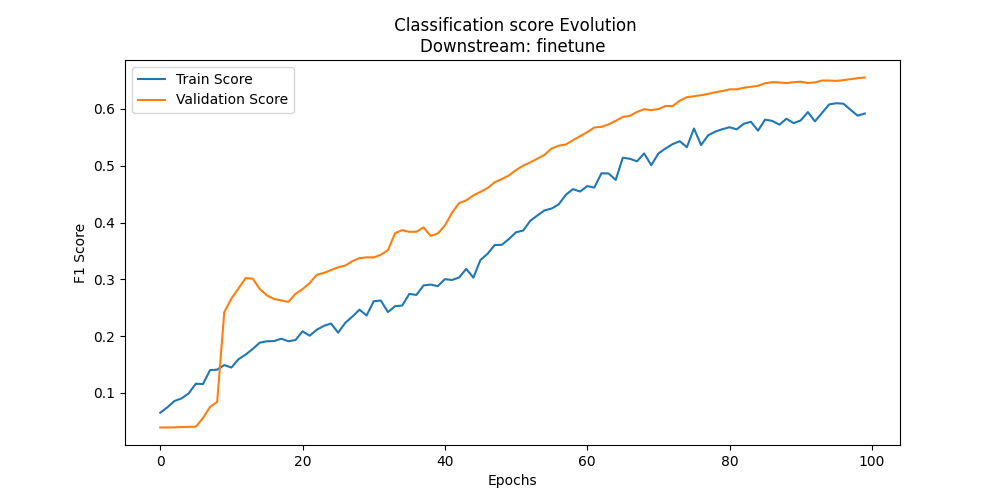 Classification score Evolution
Downstream: finetune
Train Score
Validation Score
F1 Score
0.6
0.5
0.4
0.3
0.2
0.1
0 20 40 60 80 100
Epochs